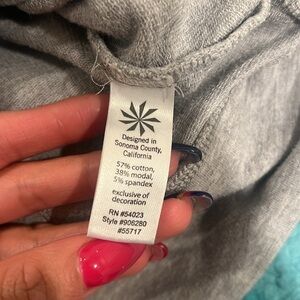 Designed in
Sonoma County,
California
57% cotton,
38% modal,
5% spandex
exclusive of
decoration
RN #54023
Style #906280
#55717